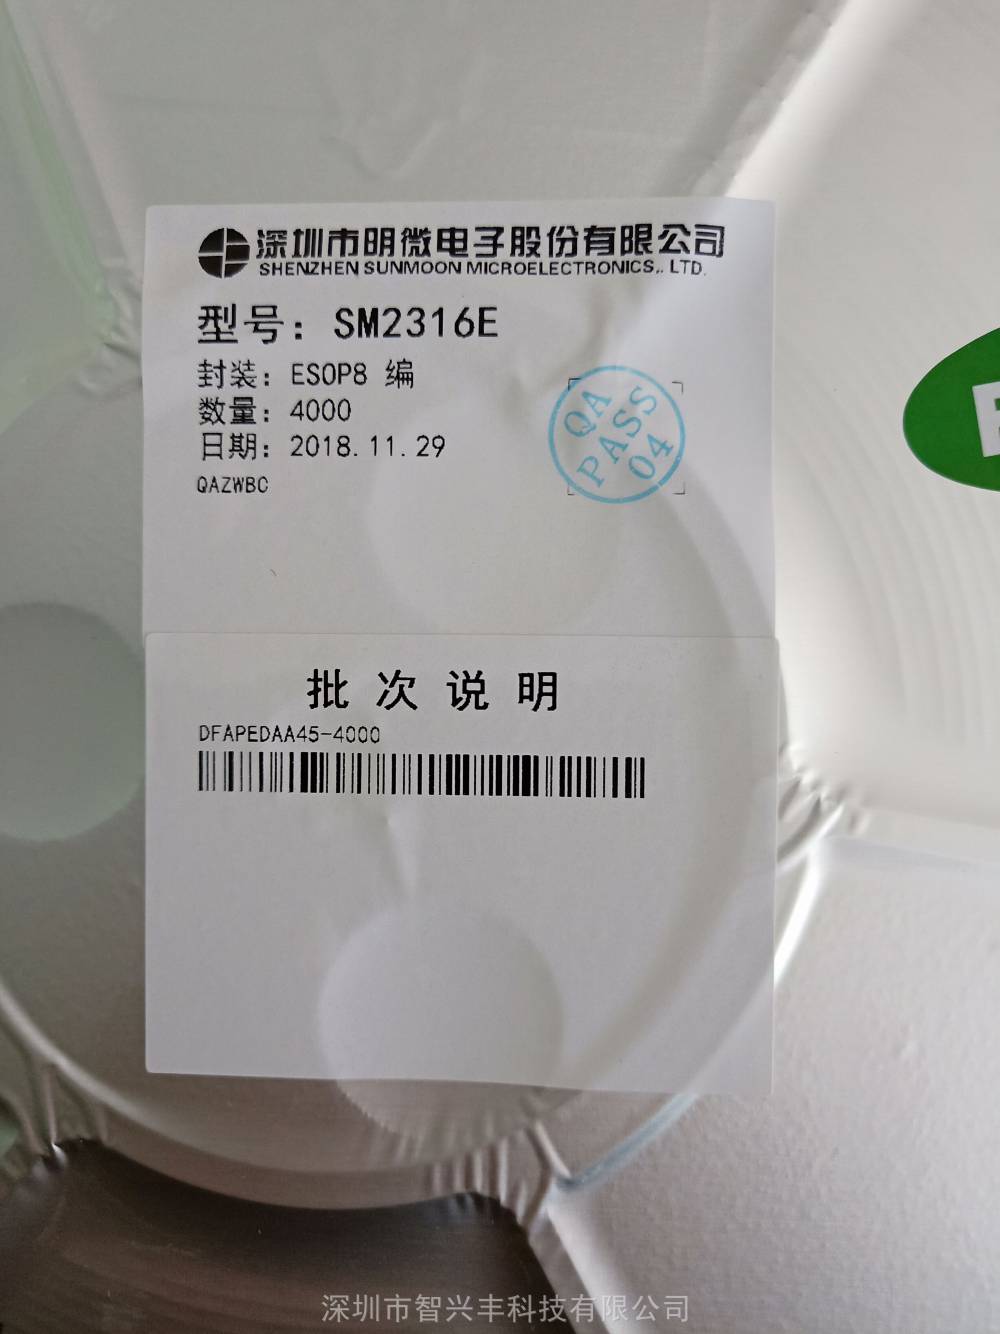 深圳市明微电子股份有限公司
SHENZHEN SUNMOON MICROELECTRONICS., LTD.
型号: SM2316E
封装: ESOP8 编
数量: 4000
日期: 2018.11.29
QAZWBC
QA
PASS
04
批次说明
DFAPEDAA45-4000
深圳市智兴丰科技有限公司